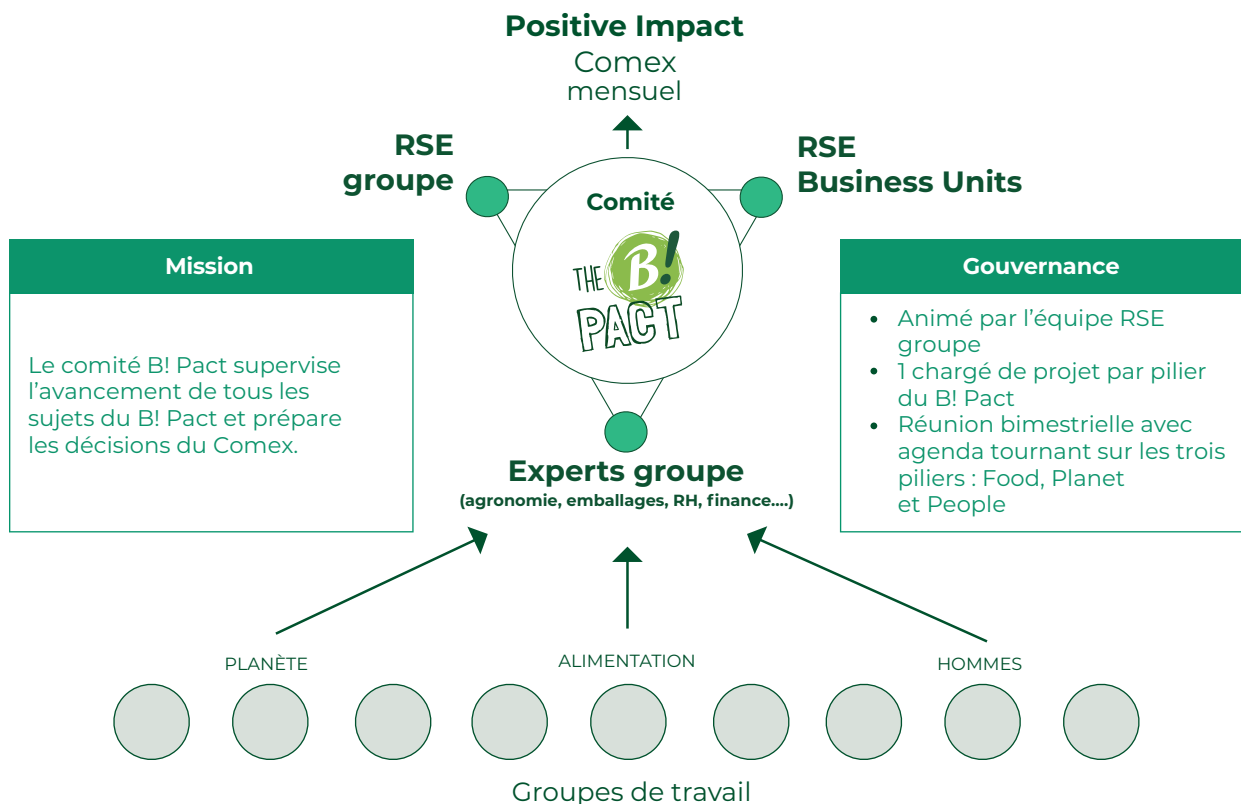 Positive Impact
Comex
mensuel
RSE
groupe
RSE
Business Units
Comité
THE B!
PACT
Mission
Le comité B! Pact supervise
l’avancement de tous les
sujets du B! Pact et prépare
les décisions du Comex.
Gouvernance
• Animé par l’équipe RSE
groupe
• 1 chargé de projet par pilier
du B! Pact
• Réunion bimestrielle avec
agenda tournant sur les trois
piliers : Food, Planet
et People
Experts groupe
(agronomie, emballages, RH, finance....)
PLANÈTE
ALIMENTATION
HOMMES
Groupes de travail